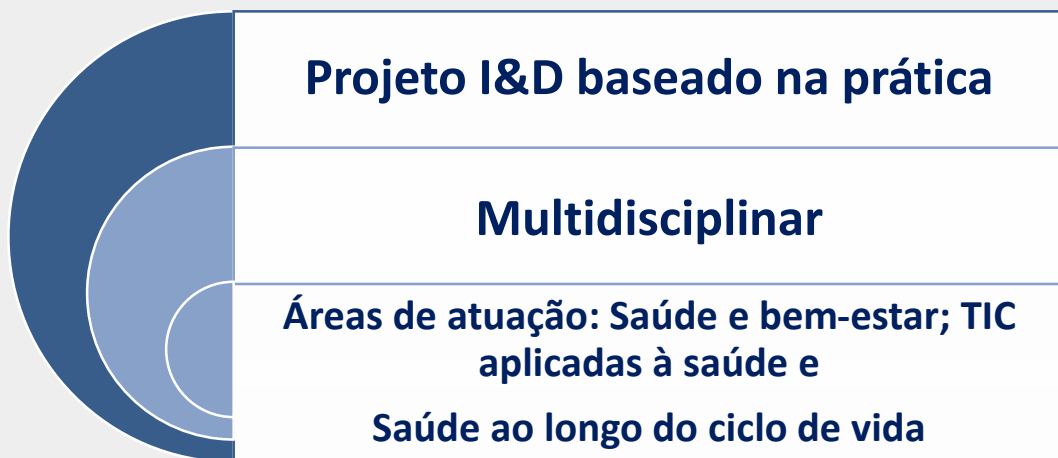 Projeto I&D baseado na prática
Multidisciplinar
Áreas de atuação: Saúde e bem-estar; TIC
aplicadas à saúde e
Saúde ao longo do ciclo de vida